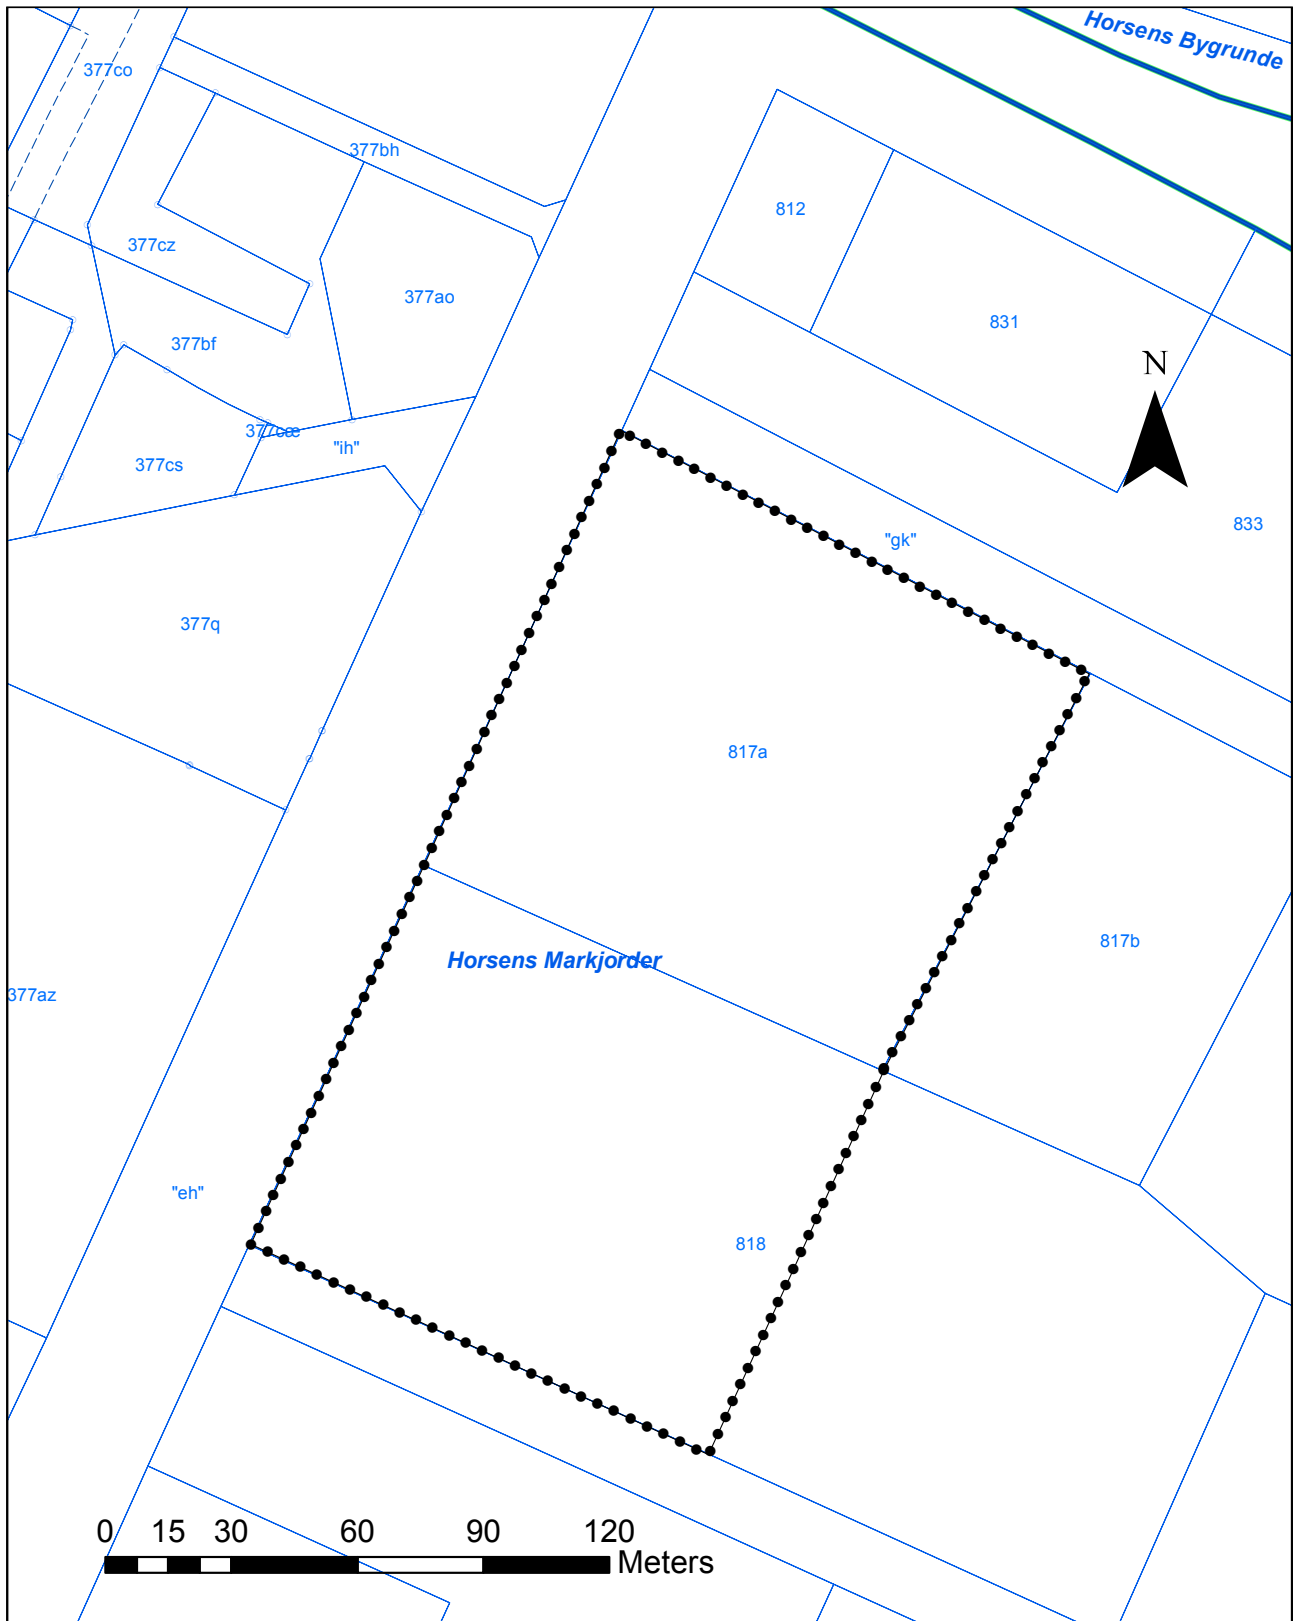 Horsens Bygrunde
377co
377bh
812
377cz
377ao
831
377bf
N
377cæ
"ih"
377cs
833
"gk"
377q
817a
817b
Horsens Markjorder
377az
"eh"
818
0 15 30 60 90 120
Meters